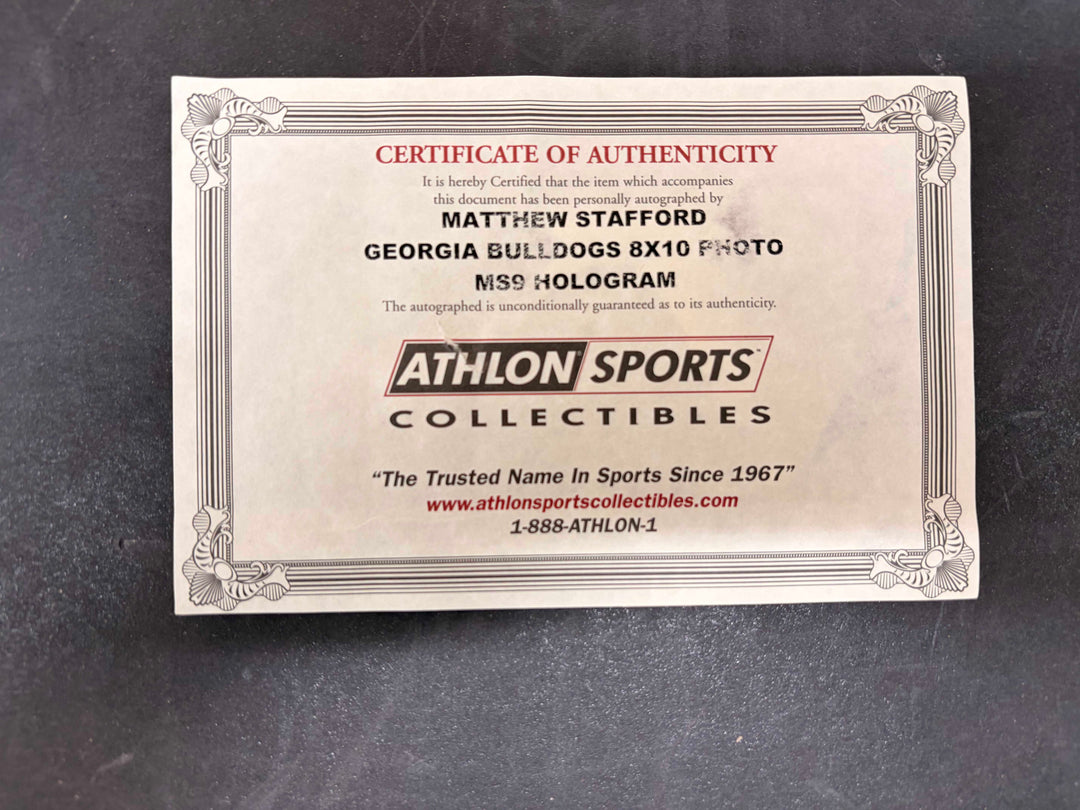 CERTIFICATE OF AUTHENTICITY
It is hereby Certified that the item which accompanies
this document has been personally autographed by
MATTHEW STAFFORD
GEORGIA BULLDOGS 8X10 PHOTO
MS9 HOLOGRAM
The autographed is unconditionally guaranteed as to its authenticity.
ATHLON SPORTS™
COLLECTIBLES
“The Trusted Name In Sports Since 1967”
www.athlonsportscollectibles.com
1-888-ATHLON-1